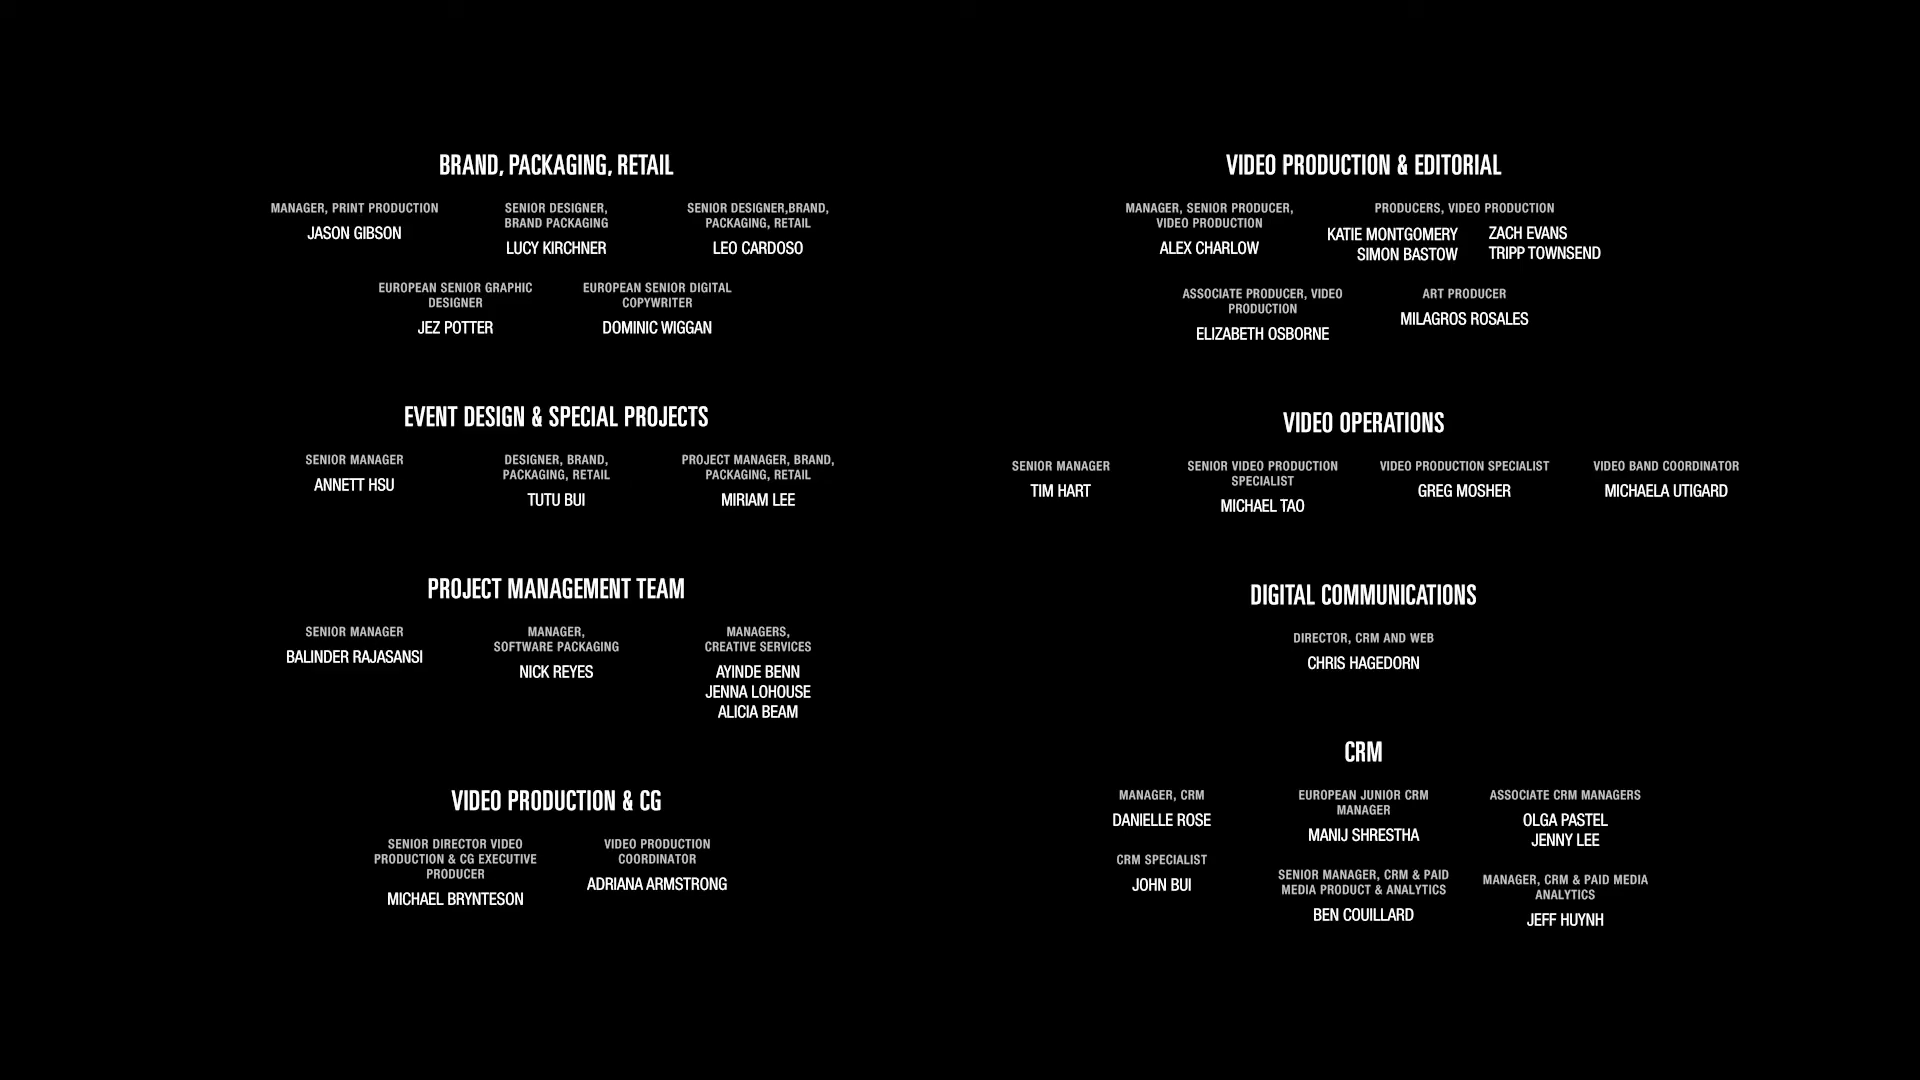 BRAND, PACKAGING, RETAIL
MANAGER, PRINT PRODUCTION
JASON GIBSON
SENIOR DESIGNER,
BRAND PACKAGING
LUCY KIRCHNER
SENIOR DESIGNER,BRAND,
PACKAGING, RETAIL
LEO CARDOSO
EUROPEAN SENIOR GRAPHIC
DESIGNER
JEZ POTTER
EUROPEAN SENIOR DIGITAL
COPYWRITER
DOMINIC WIGGAN
EVENT DESIGN & SPECIAL PROJECTS
SENIOR MANAGER
ANNETT HSU
DESIGNER, BRAND,
PACKAGING, RETAIL
TUTU BUI
PROJECT MANAGER, BRAND,
PACKAGING, RETAIL
MIRIAM LEE
PROJECT MANAGEMENT TEAM
SENIOR MANAGER
BALINDER RAJASANSI
MANAGER,
SOFTWARE PACKAGING
NICK REYES
MANAGERS,
CREATIVE SERVICES
AYINDE BENN
JENNA LOHOUSE
ALICIA BEAM
VIDEO PRODUCTION & CG
SENIOR DIRECTOR VIDEO
PRODUCTION & CG EXECUTIVE
PRODUCER
MICHAEL BRYNTESON
VIDEO PRODUCTION
COORDINATOR
ADRIANA ARMSTRONG
VIDEO PRODUCTION & EDITORIAL
MANAGER, SENIOR PRODUCER,
VIDEO PRODUCTION
ALEX CHARLOW
PRODUCERS, VIDEO PRODUCTION
KATIE MONTGOMERY
SIMON BASTOW
ZACH EVANS
TRIPP TOWNSEND
ASSOCIATE PRODUCER, VIDEO
PRODUCTION
ELIZABETH OSBORNE
ART PRODUCER
MILAGROS ROSALES
VIDEO OPERATIONS
SENIOR MANAGER
TIM HART
SENIOR VIDEO PRODUCTION
SPECIALIST
MICHAEL TAO
VIDEO PRODUCTION SPECIALIST
GREG MOSHER
VIDEO BAND COORDINATOR
MICHAELA UTIGARD
DIGITAL COMMUNICATIONS
DIRECTOR, CRM AND WEB
CHRIS HAGEDORN
CRM
MANAGER, CRM
DANIELLE ROSE
EUROPEAN JUNIOR CRM
MANAGER
MANIJ SHRESTHA
ASSOCIATE CRM MANAGERS
OLGA PASTEL
JENNY LEE
CRM SPECIALIST
JOHN BUI
SENIOR MANAGER, CRM & PAID
MEDIA PRODUCT & ANALYTICS
BEN COUILLARD
MANAGER, CRM & PAID MEDIA
ANALYTICS
JEFF HUYNH